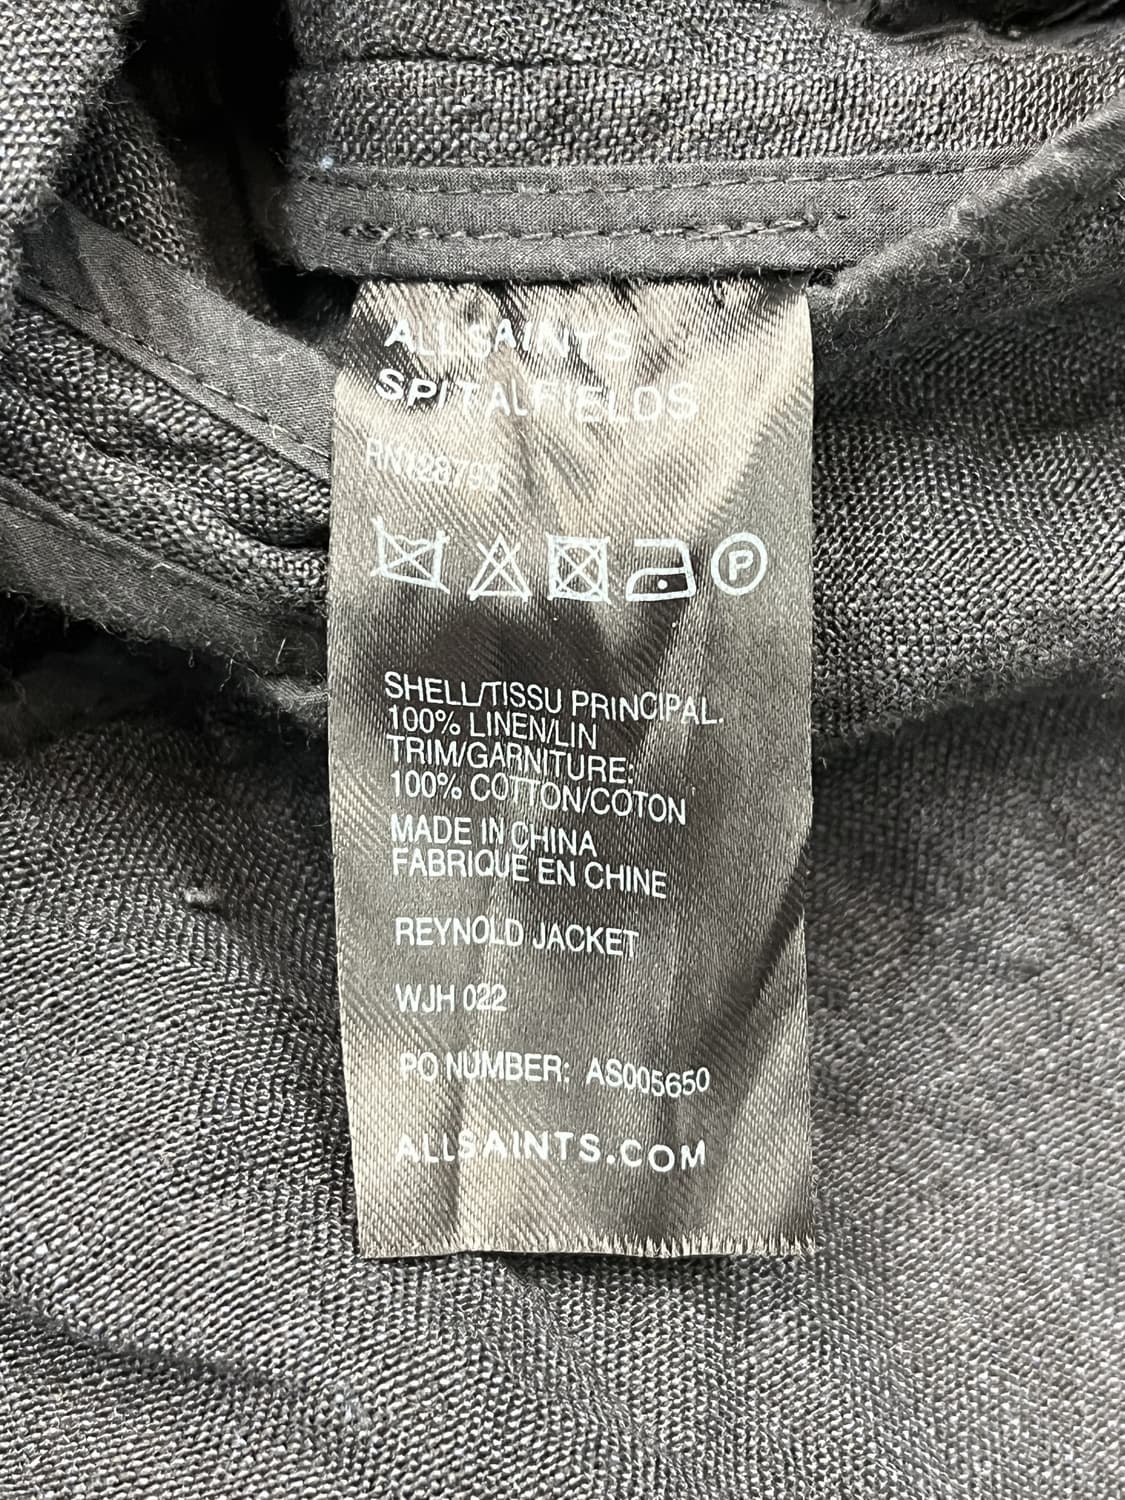 ALLSAINTS
SPITALFIELDS
P
SHELL/TISSU PRINCIPAL.
100% LINEN/LIN
TRIM/GARNITURE:
100% COTTON/COTON
MADE IN CHINA
FABRIQUE EN CHINE
REYNOLD JACKET
WJH 022
PO NUMBER: AS005650
ALLSAINTS.COM